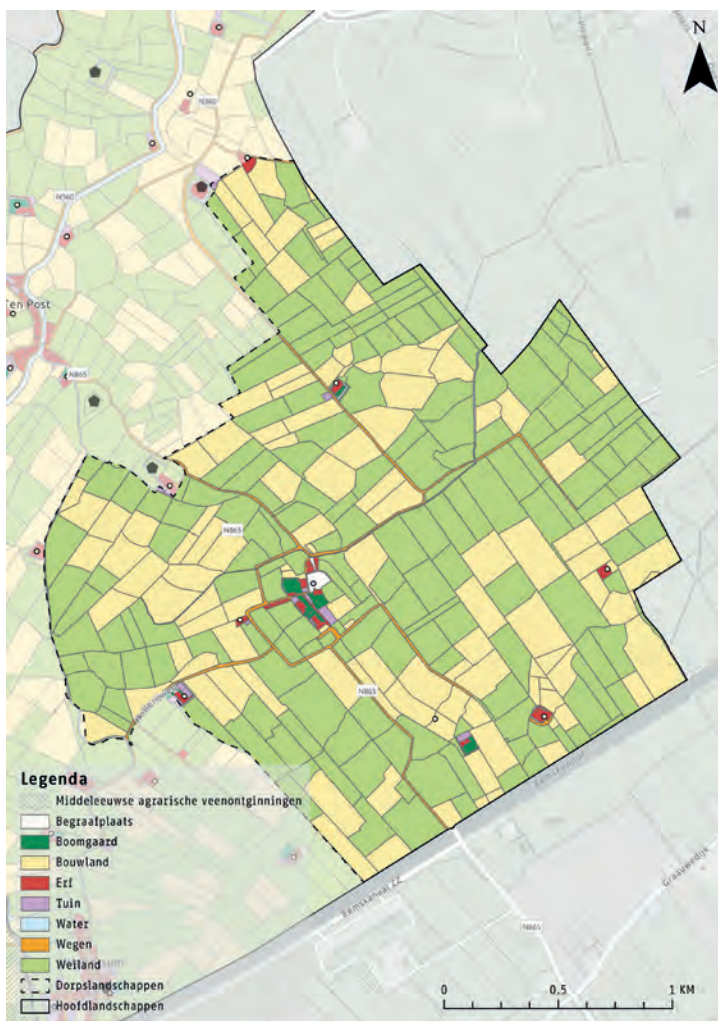 N
N360
N360
Ten Post
N865
N865
N865
Eemskanaal
Eemskanaal ZZ
Graauwedijk
N865
Legenda
Middeleeuwse agrarische veenontginningen
Begraafplaats
Boomgaard
Bouwland
Erf
Tuin
Water
Wegen
Weiland
Dorpslandschappen
Hoofdlandschappen
0
0.5
1 KM